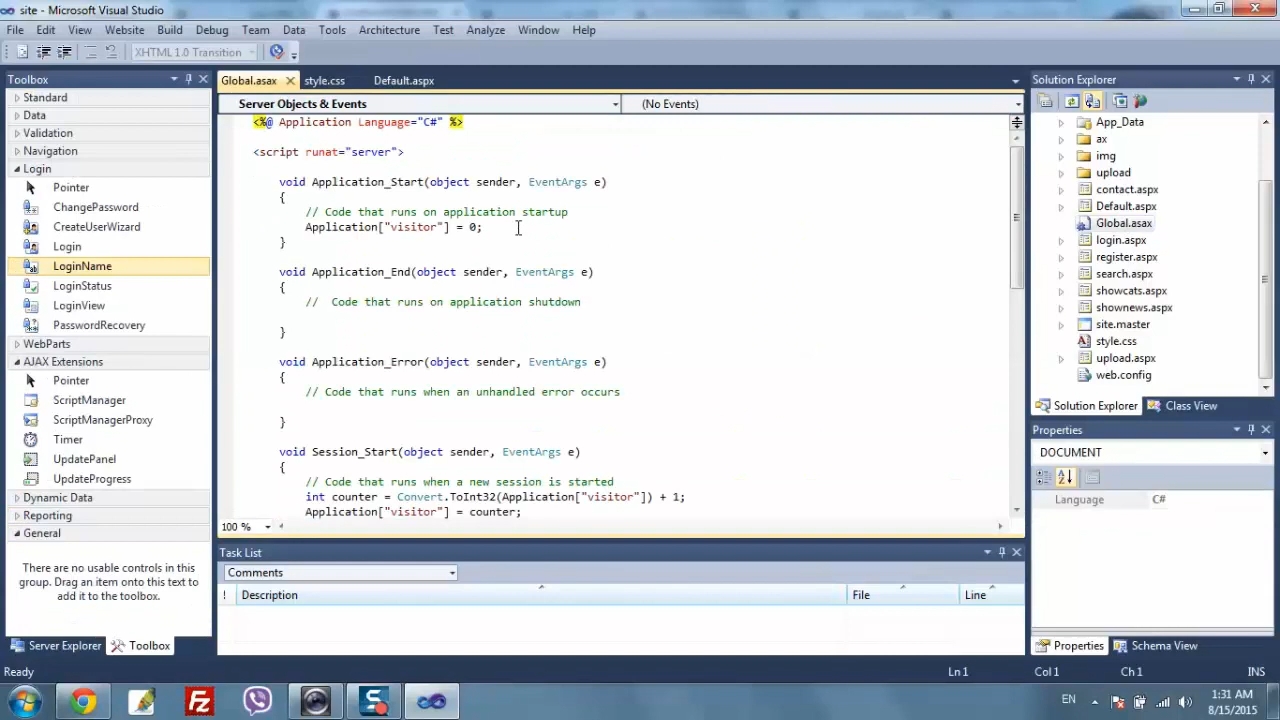 site - Microsoft Visual Studio
File Edit View Website Build Debug Team Data Tools Architecture Test Analyze Window Help
XHTML 1.0 Transition
Toolbox
Standard
Data
Validation
Navigation
Login
Pointer
ChangePassword
CreateUserWizard
Login
LoginName
LoginStatus
LoginView
PasswordRecovery
WebParts
AJAX Extensions
Pointer
ScriptManager
ScriptManagerProxy
Timer
UpdatePanel
UpdateProgress
Dynamic Data
Reporting
General
There are no usable controls in this
group. Drag an item onto this text to
add it to the toolbox.
Server Explorer Toolbox
Global.asax style.css Default.aspx
Server Objects & Events (No Events)
<%@ Application Language="C#" %>
<script runat="server">
void Application_Start(object sender, EventArgs e)
{
// Code that runs on application startup
Application["visitor"] = 0;
}
void Application_End(object sender, EventArgs e)
{
//  Code that runs on application shutdown
}
void Application_Error(object sender, EventArgs e)
{
// Code that runs when an unhandled error occurs
}
void Session_Start(object sender, EventArgs e)
{
// Code that runs when a new session is started
int counter = Convert.ToInt32(Application["visitor"]) + 1;
Application["visitor"] = counter;
100 %
Task List
Comments
! Description File Line
Solution Explorer
App_Data
ax
img
upload
contact.aspx
Default.aspx
Global.asax
login.aspx
register.aspx
search.aspx
showcats.aspx
shownews.aspx
site.master
style.css
upload.aspx
web.config
Solution Explorer Class View
Properties
DOCUMENT
Language C#
Properties Schema View
Ready Ln 1 Col 1 Ch 1 INS
EN 1:31 AM
8/15/2015